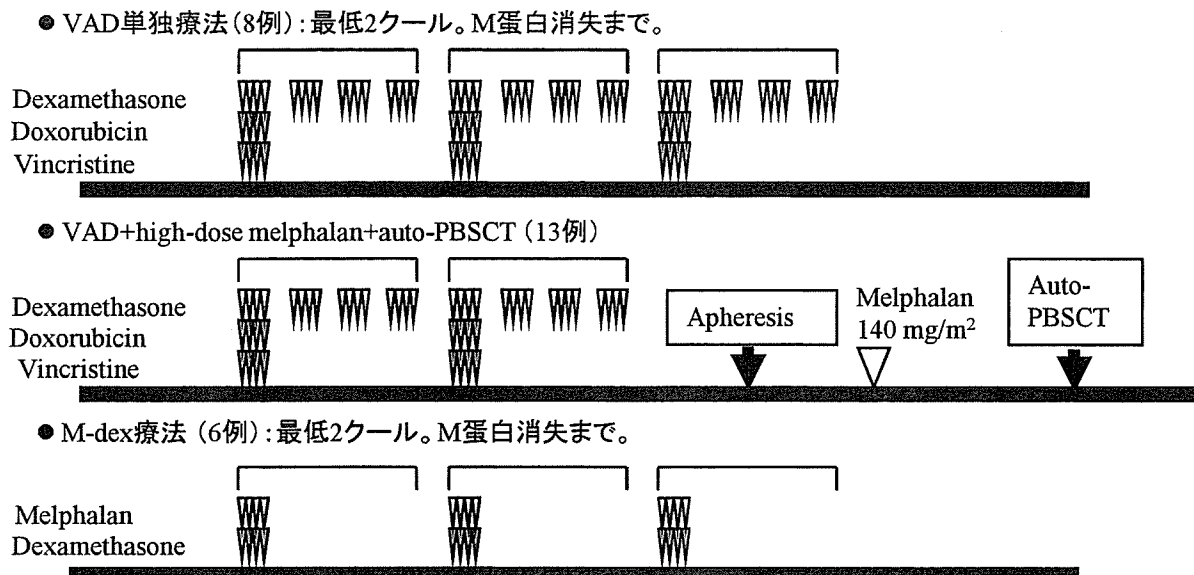 ● VAD単独療法(8例):最低2クール。M蛋白消失まで。
Dexamethasone
Doxorubicin
Vincristine
● VAD+high-dose melphalan+auto-PBSCT(13例)
Dexamethasone
Doxorubicin
Vincristine
Apheresis
Melphalan
140 mg/m²
Auto-
PBSCT
● M-dex療法(6例):最低2クール。M蛋白消失まで。
Melphalan
Dexamethasone